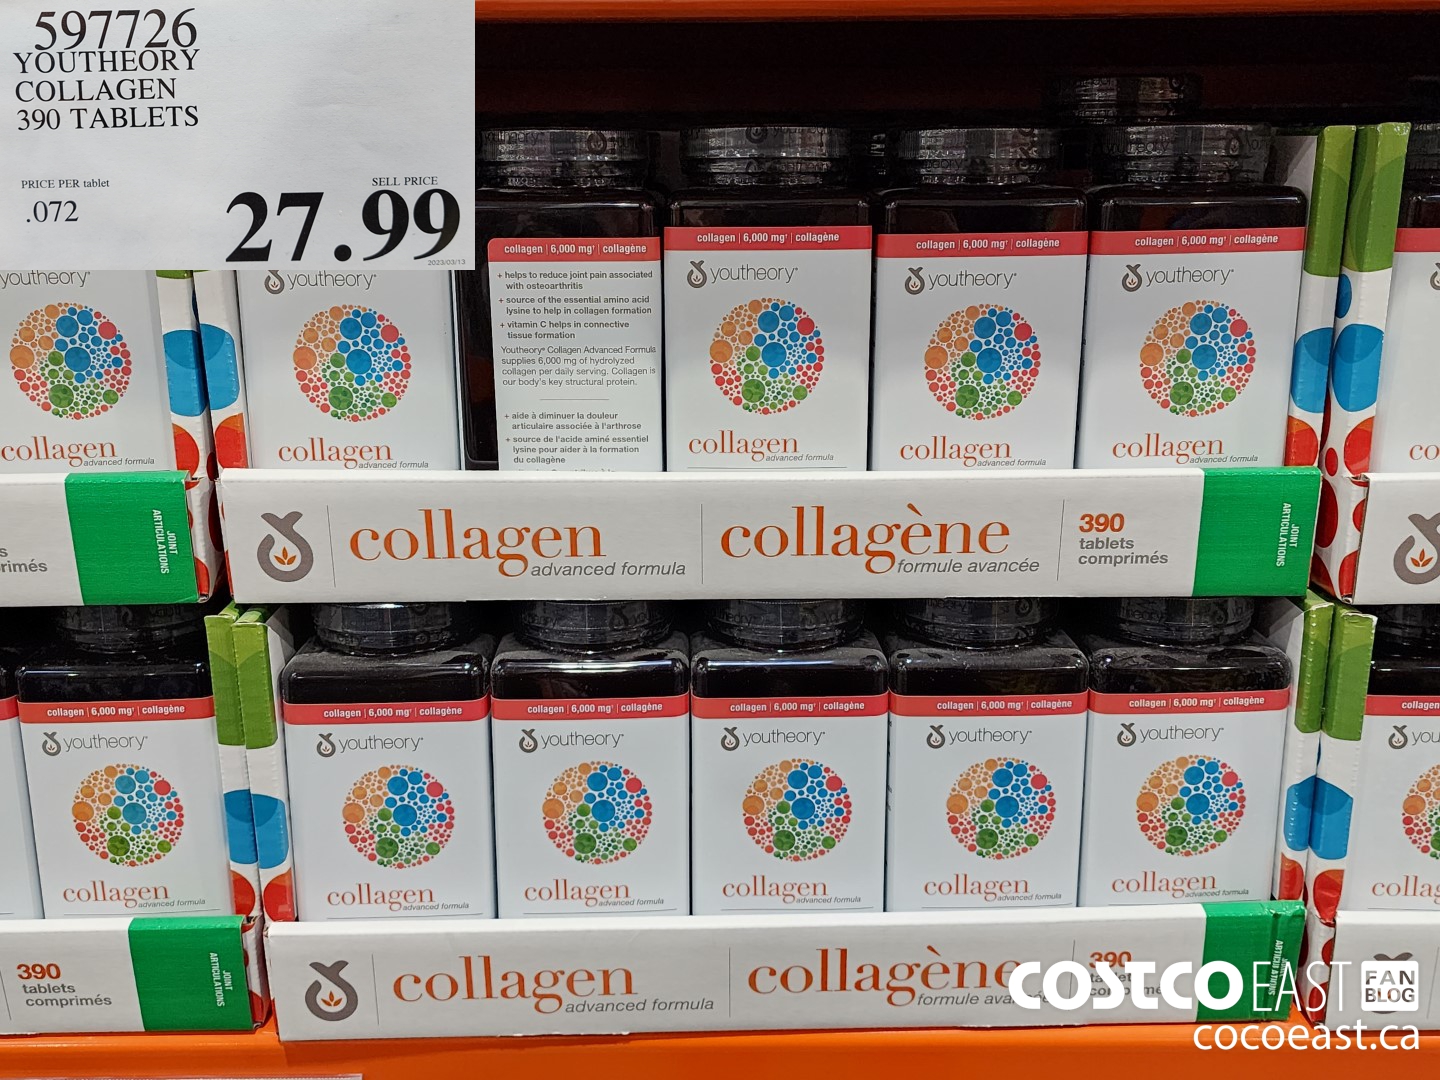 597726
YOUTHEORY
COLLAGEN
390 TABLETS
PRICE PER tablet
.072
SELL PRICE
27.99
2023/03/13
collagen | 6,000 mg† | collagène
+ helps to reduce joint pain associated
with osteoarthritis
+ source of the essential amino acid
lysine to help in collagen formation
+ vitamin C helps in connective
tissue formation
Youtheory® Collagen Advanced Formula
supplies 6,000 mg of hydrolyzed
collagen per daily serving. Collagen is
our body's key structural protein.
+ aide à diminuer la douleur
articulaire associée à l'arthrose
+ source de l'acide aminé essentiel
lysine pour aider à la formation
du collagène
collagen | 6,000 mg† | collagène
collagen | 6,000 mg† | collagène
collagen | 6,000 mg† | collagène
youtheory®
youtheory®
youtheory®
youtheory®
youtheory®
collagen
advanced formula
collagen
advanced formula
collagen
advanced formula
collagen
advanced formula
collagen
advanced formula
rimés
JOINT
ARTICULATIONS
collagen
advanced formula
collagène
formule avancée
390
tablets
comprimés
JOINT
ARTICULATIONS
collagen | 6,000 mg† | collagène
collagen | 6,000 mg† | collagène
collagen | 6,000 mg† | collagène
collagen | 6,000 mg† | collagène
collagen | 6,000 mg† | collagène
collagen | 6,000 mg† | collagène
collagen
youtheory®
youtheory®
youtheory®
youtheory®
youtheory®
youtheory®
you
collagen
advanced formula
collagen
advanced formula
collagen
advanced formula
collagen
advanced formula
collagen
advanced formula
collagen
advanced formula
collag
390
tablets
comprimés
JOINT
ARTICULATIONS
collagen
advanced formula
collagène
formule ava
390
COSTCO EAST FAN BLOG
cocoeast.ca